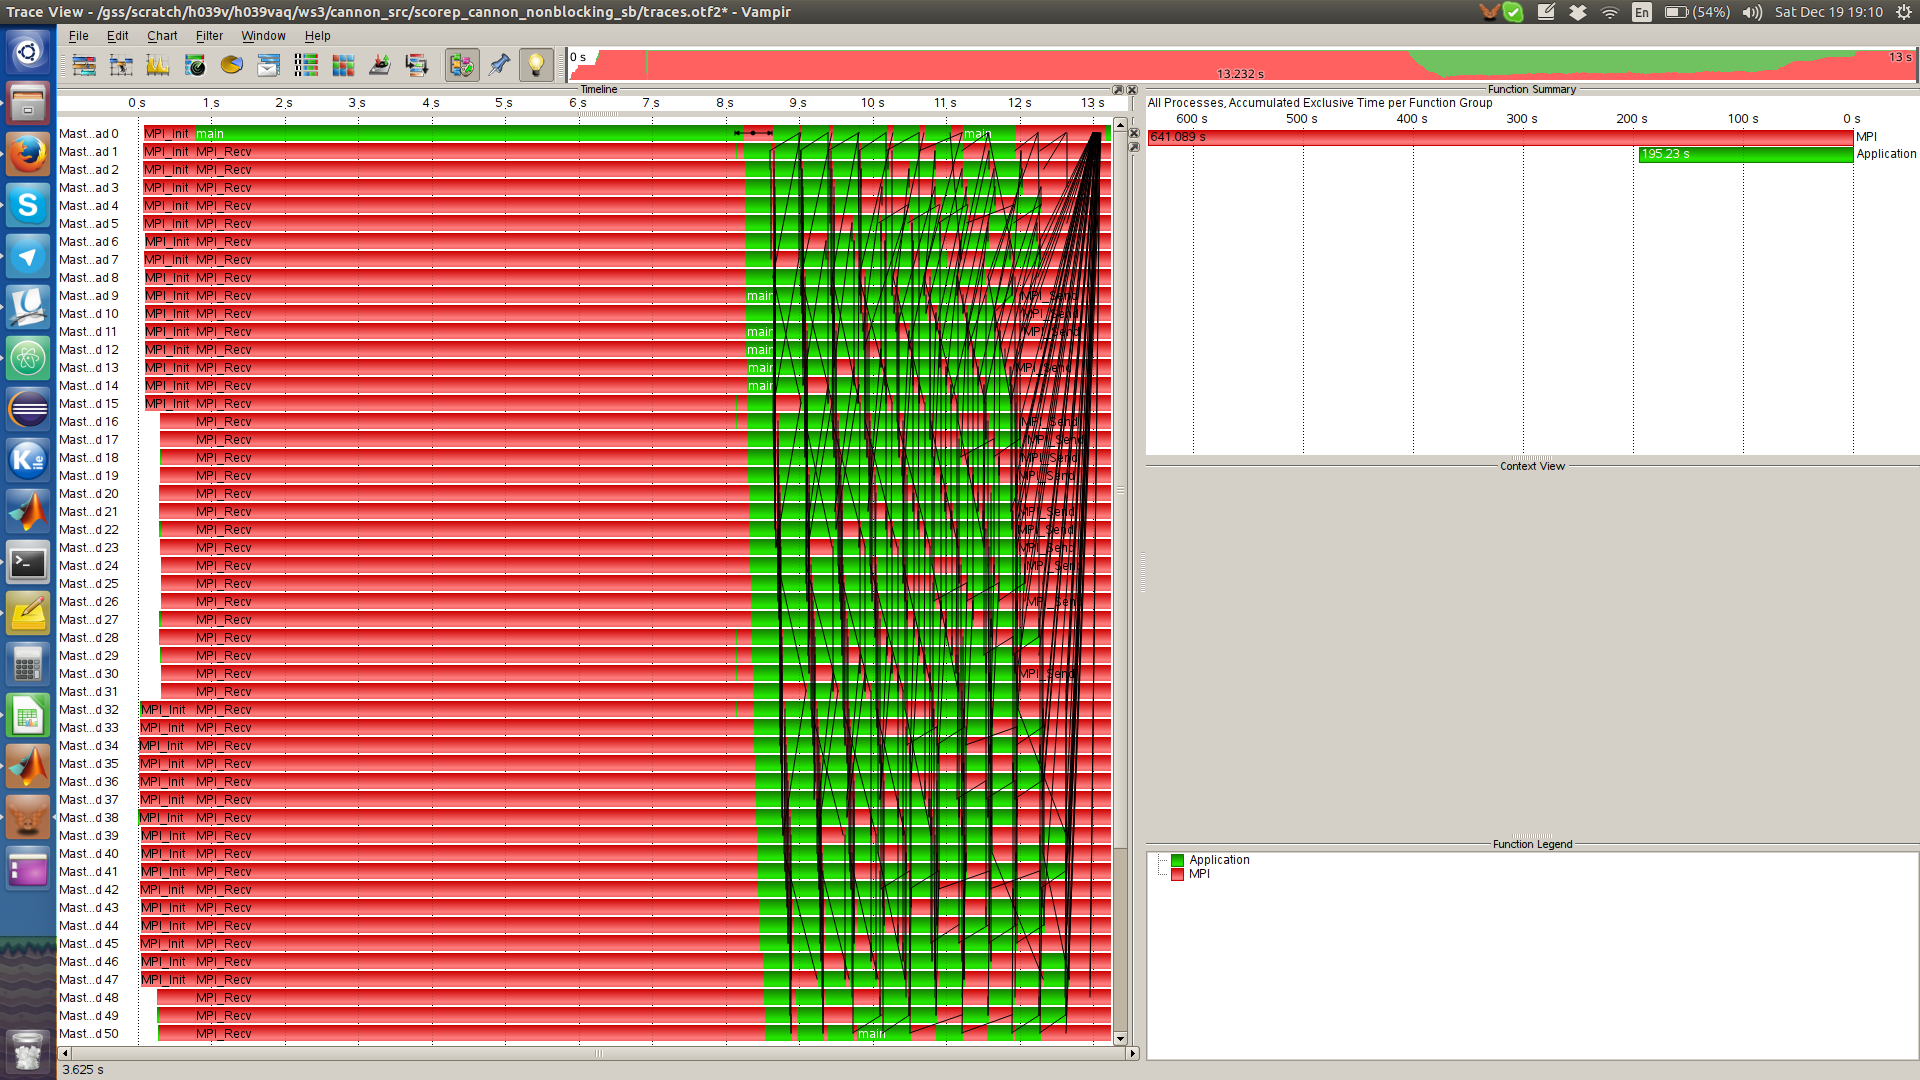 Trace View - /gss/scratch/h039v/h039vaq/ws3/cannon_src/scorep_cannon_nonblocking_sb/traces.otf2* - Vampir
En (54%) Sat Dec 19 19:10
File Edit Chart Filter Window Help
0 s 13.232 s 13 s
Timeline
0 s 1 s 2 s 3 s 4 s 5 s 6 s 7 s 8 s 9 s 10 s 11 s 12 s 13 s
Mast...ad 0 MPI_Init main main
Mast...ad 1 MPI_Init MPI_Recv
Mast...ad 2 MPI_Init MPI_Recv
Mast...ad 3 MPI_Init MPI_Recv
Mast...ad 4 MPI_Init MPI_Recv
Mast...ad 5 MPI_Init MPI_Recv
Mast...ad 6 MPI_Init MPI_Recv
Mast...ad 7 MPI_Init MPI_Recv
Mast...ad 8 MPI_Init MPI_Recv
Mast...ad 9 MPI_Init MPI_Recv main MPI_Send
Mast...d 10 MPI_Init MPI_Recv MPI_Send
Mast...d 11 MPI_Init MPI_Recv main MPI_Send
Mast...d 12 MPI_Init MPI_Recv main
Mast...d 13 MPI_Init MPI_Recv main MPI_Send
Mast...d 14 MPI_Init MPI_Recv main
Mast...d 15 MPI_Init MPI_Recv
Mast...d 16 MPI_Recv MPI_Send
Mast...d 17 MPI_Recv MPI_Send
Mast...d 18 MPI_Recv MPI_Send
Mast...d 19 MPI_Recv MPI_Send
Mast...d 20 MPI_Recv
Mast...d 21 MPI_Recv MPI_Send
Mast...d 22 MPI_Recv MPI_Send
Mast...d 23 MPI_Recv MPI_Send
Mast...d 24 MPI_Recv MPI_Send
Mast...d 25 MPI_Recv
Mast...d 26 MPI_Recv MPI_Send
Mast...d 27 MPI_Recv
Mast...d 28 MPI_Recv
Mast...d 29 MPI_Recv
Mast...d 30 MPI_Recv MPI_Send
Mast...d 31 MPI_Recv
Mast...d 32 MPI_Init MPI_Recv
Mast...d 33 MPI_Init MPI_Recv
Mast...d 34 MPI_Init MPI_Recv
Mast...d 35 MPI_Init MPI_Recv
Mast...d 36 MPI_Init MPI_Recv
Mast...d 37 MPI_Init MPI_Recv
Mast...d 38 MPI_Init MPI_Recv
Mast...d 39 MPI_Init MPI_Recv
Mast...d 40 MPI_Init MPI_Recv
Mast...d 41 MPI_Init MPI_Recv
Mast...d 42 MPI_Init MPI_Recv
Mast...d 43 MPI_Init MPI_Recv
Mast...d 44 MPI_Init MPI_Recv
Mast...d 45 MPI_Init MPI_Recv
Mast...d 46 MPI_Init MPI_Recv
Mast...d 47 MPI_Init MPI_Recv
Mast...d 48 MPI_Recv
Mast...d 49 MPI_Recv
Mast...d 50 MPI_Recv main
3.625 s
Function Summary
All Processes, Accumulated Exclusive Time per Function Group
600 s 500 s 400 s 300 s 200 s 100 s 0 s
641.089 s MPI
195.23 s Application
Context View
Function Legend
Application
MPI